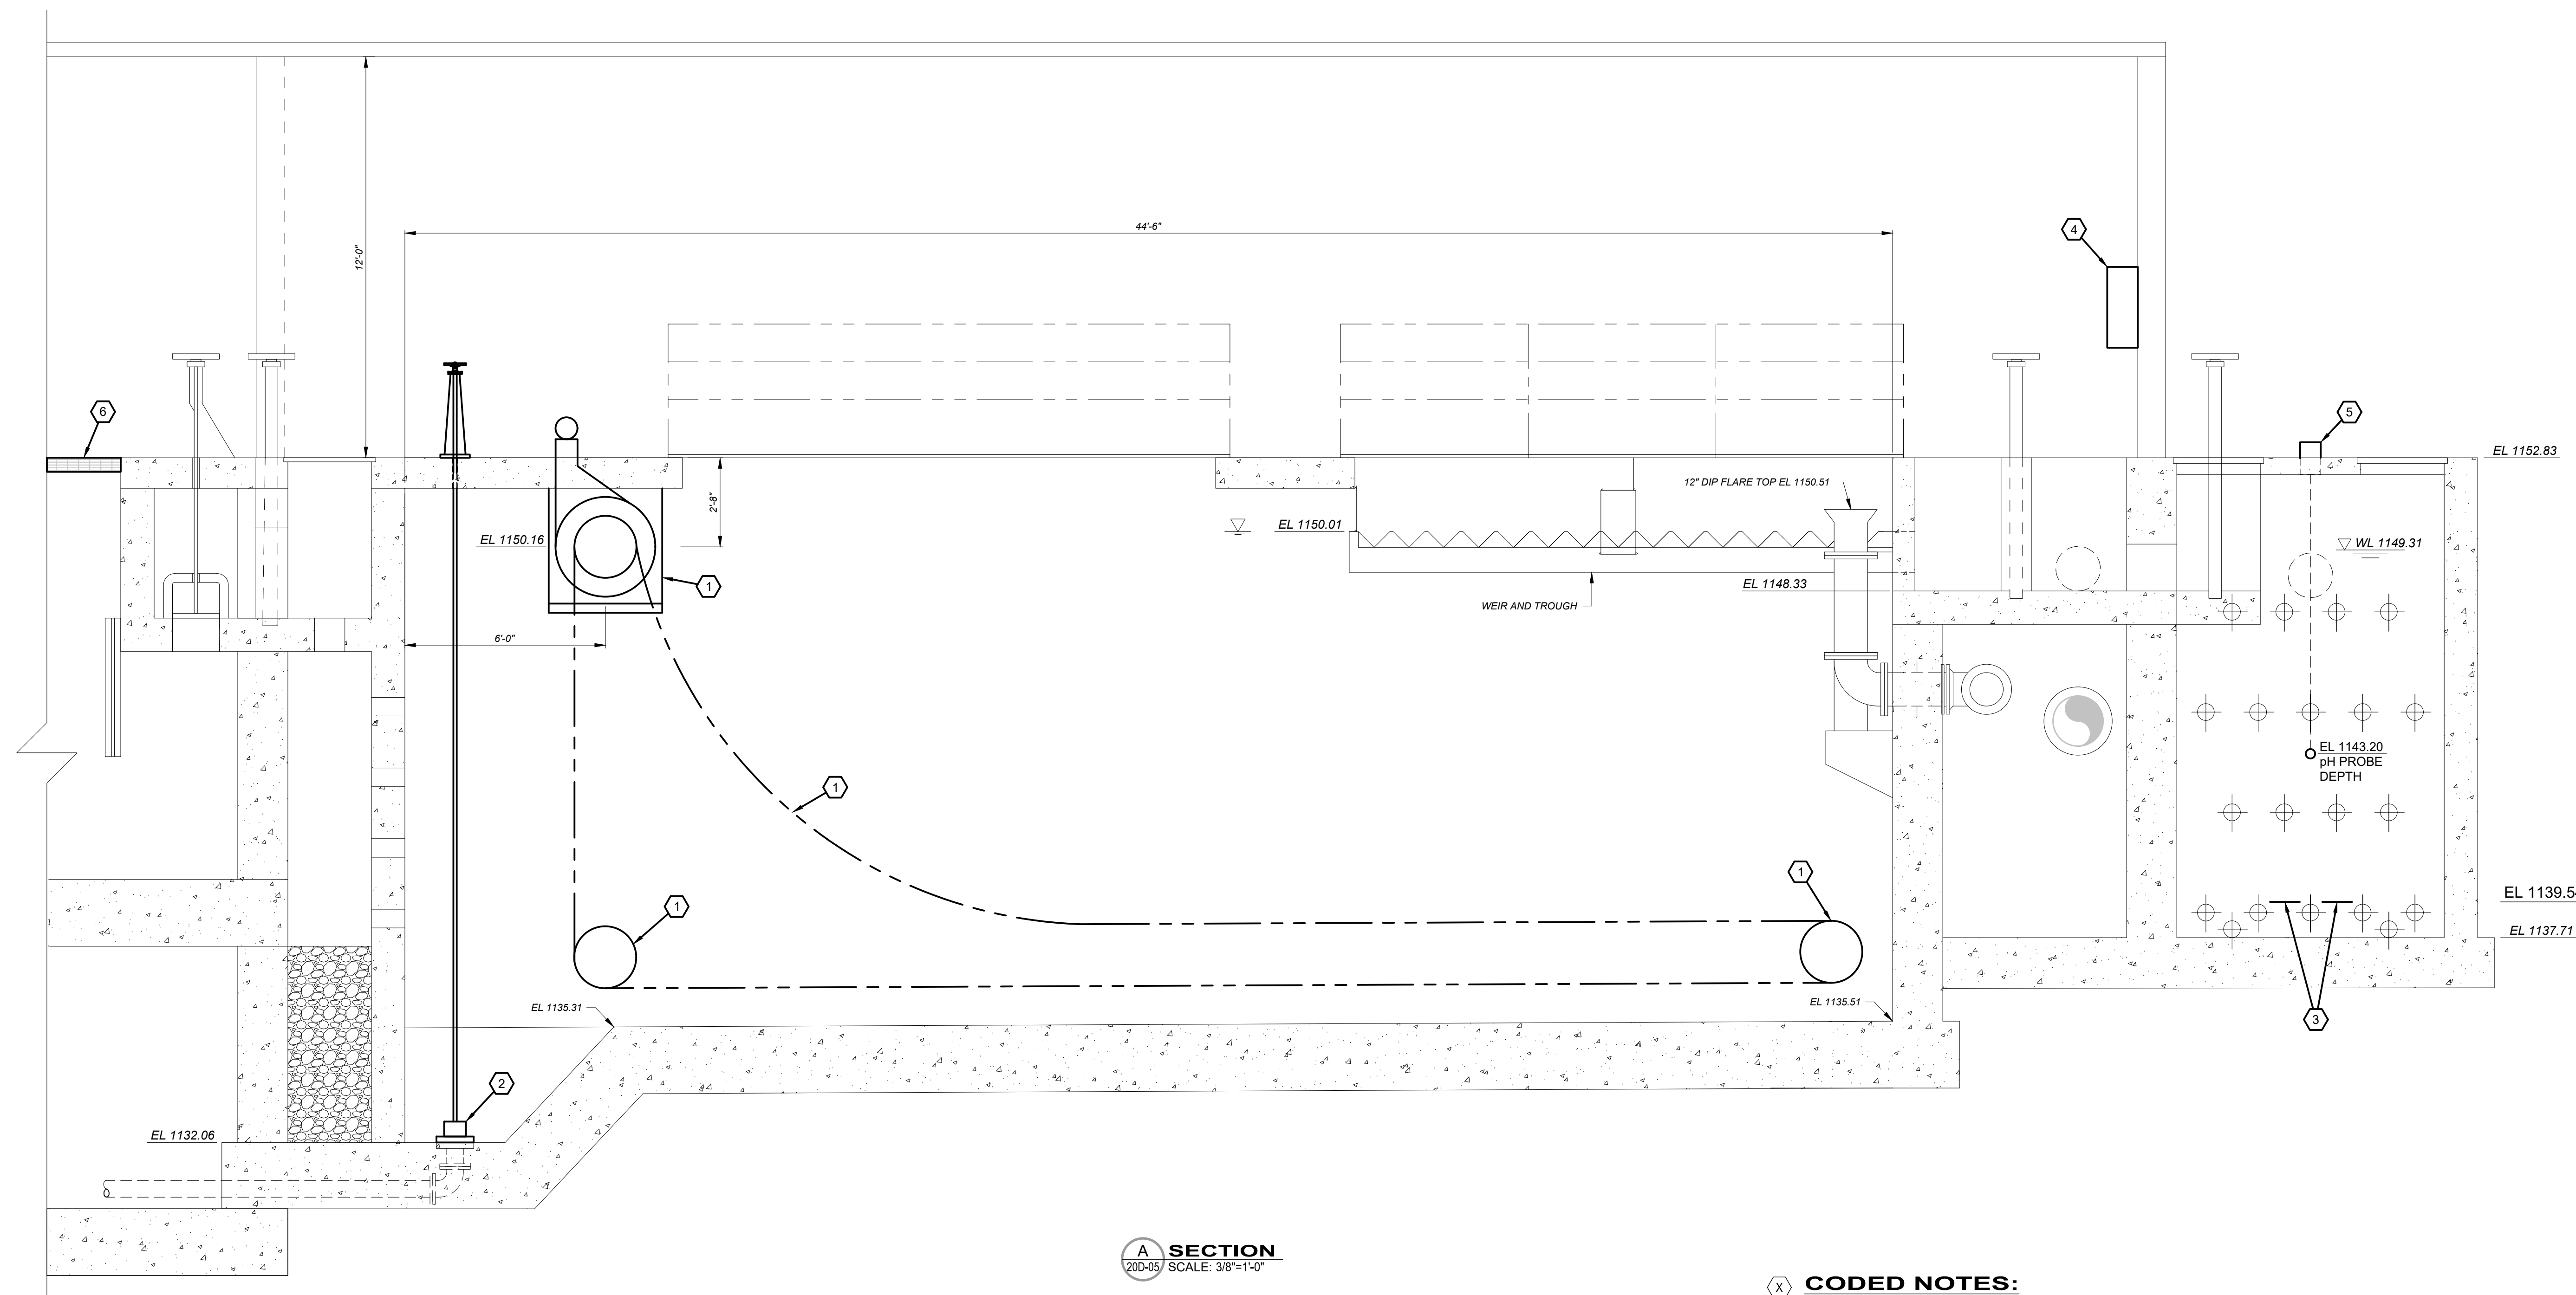 44'-6"
12'-0"
4
6
5
EL 1152.83
12" DIP FLARE TOP EL 1150.51
2'-8"
EL 1150.01
EL 1150.16
WL 1149.31
1
EL 1148.33
WEIR AND TROUGH
6'-0"
EL 1143.20
pH PROBE
DEPTH
1
1
1
EL 1137.71
EL 1135.31
EL 1135.51
3
2
EL 1132.06
A
20D-05
SECTION
SCALE: 3/8"=1'-0"
X
CODED NOTES: